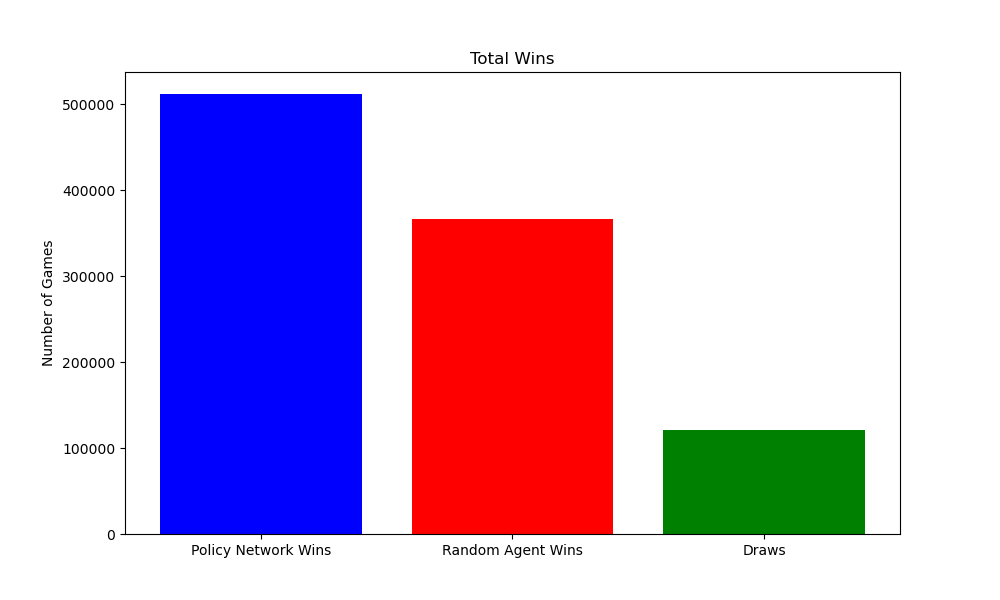 Total Wins
Number of Games
500000
400000
300000
200000
100000
0
Policy Network Wins
Random Agent Wins
Draws